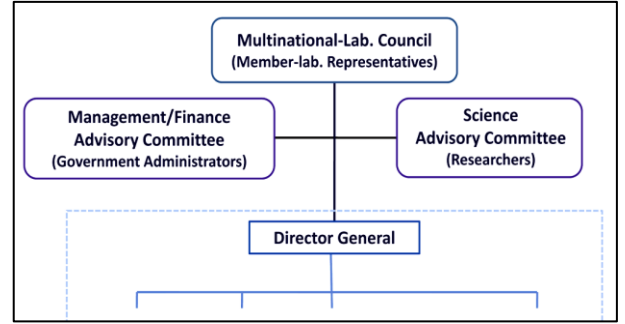 Multinational-Lab. Council
(Member-lab. Representatives)
Management/Finance
Advisory Committee
(Government Administrators)
Science
Advisory Committee
(Researchers)
Director General